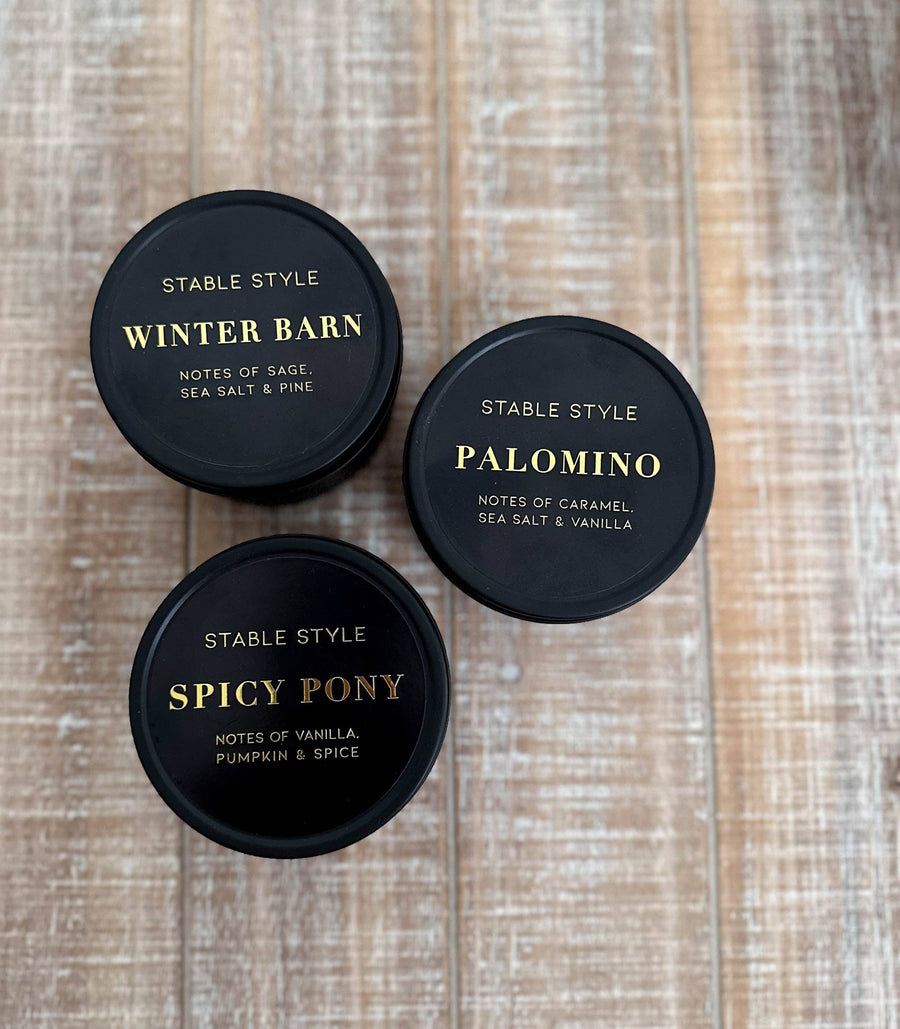 STABLE STYLE
WINTER BARN
NOTES OF SAGE,
SEA SALT & PINE
STABLE STYLE
PALOMINO
NOTES OF CARAMEL,
SEA SALT & VANILLA
STABLE STYLE
SPICY PONY
NOTES OF VANILLA,
PUMPKIN & SPICE